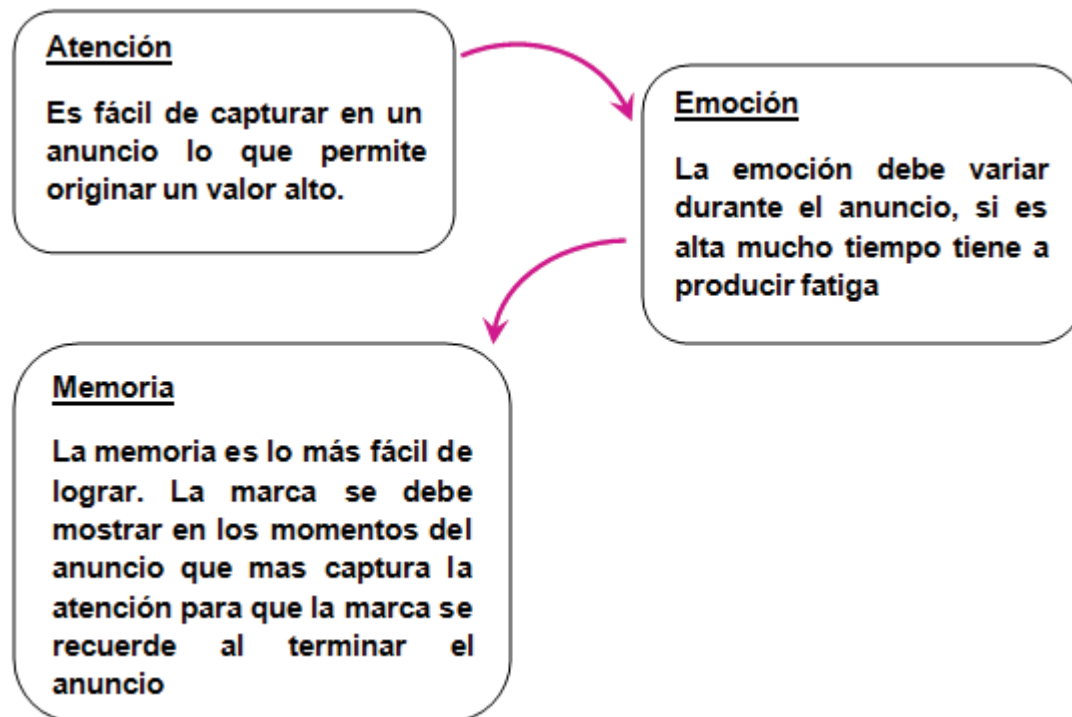 Atención
Es fácil de capturar en un
anuncio lo que permite
originar un valor alto.
Emoción
La emoción debe variar
durante el anuncio, si es
alta mucho tiempo tiene a
producir fatiga
Memoria
La memoria es lo más fácil de
lograr. La marca se debe
mostrar en los momentos del
anuncio que mas captura la
atención para que la marca se
recuerde al terminar el
anuncio